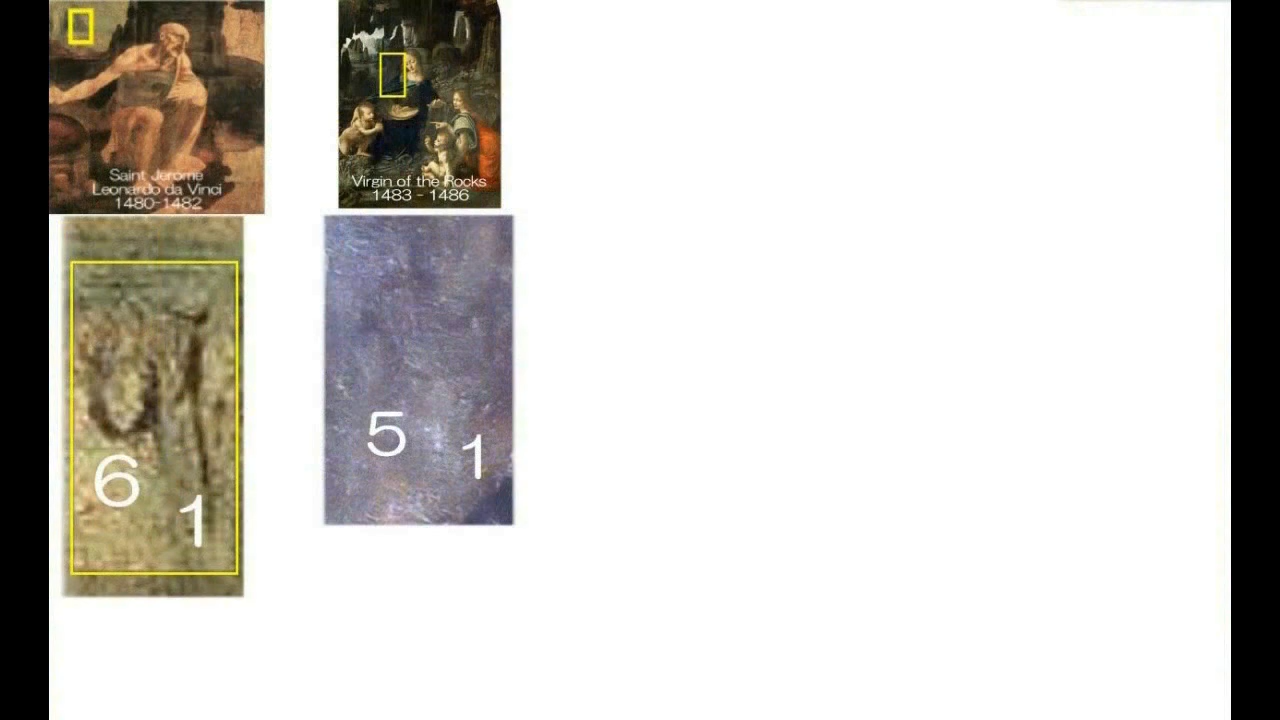 Saint Jerome
Leonardo da Vinci
1480-1482
Virgin of the Rocks
1483 - 1486
6
1
5
1